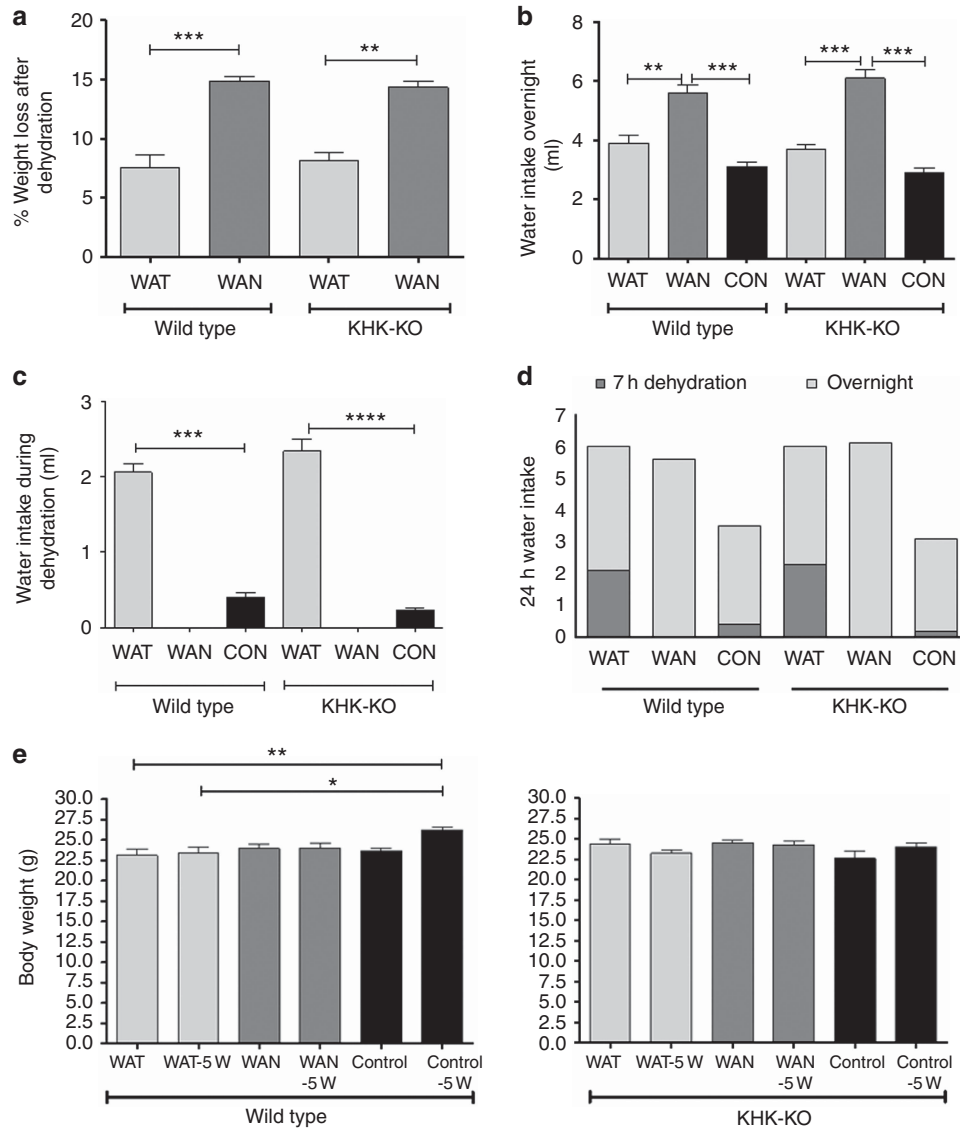 a
% Weight loss after
dehydration
20
15
10
5
0
***
**
WAT WAN WAT WAN
Wild type KHK-KO
b
Water intake overnight
(ml)
8
6
4
2
0
** *** *** ***
WAT WAN CON WAT WAN CON
Wild type KHK-KO
c
Water intake during
dehydration (ml)
3
2
1
0
***
****
WAT WAN CON WAT WAN CON
Wild type KHK-KO
d
7 h dehydration Overnight
24 h water intake
7
6
5
4
3
2
1
0
WAT WAN CON WAT WAN CON
Wild type KHK-KO
e
**
*
Body weight (g)
30.0
27.5
25.0
22.5
20.0
17.5
15.0
12.5
10.0
7.5
5.0
2.5
0.0
WAT WAT-5 W WAN WAN Control Control
-5 W -5 W
Wild type
30.0
27.5
25.0
22.5
20.0
17.5
15.0
12.5
10.0
7.5
5.0
2.5
0.0
WAT WAT-5 W WAN WAN Control Control
-5 W -5 W
KHK-KO